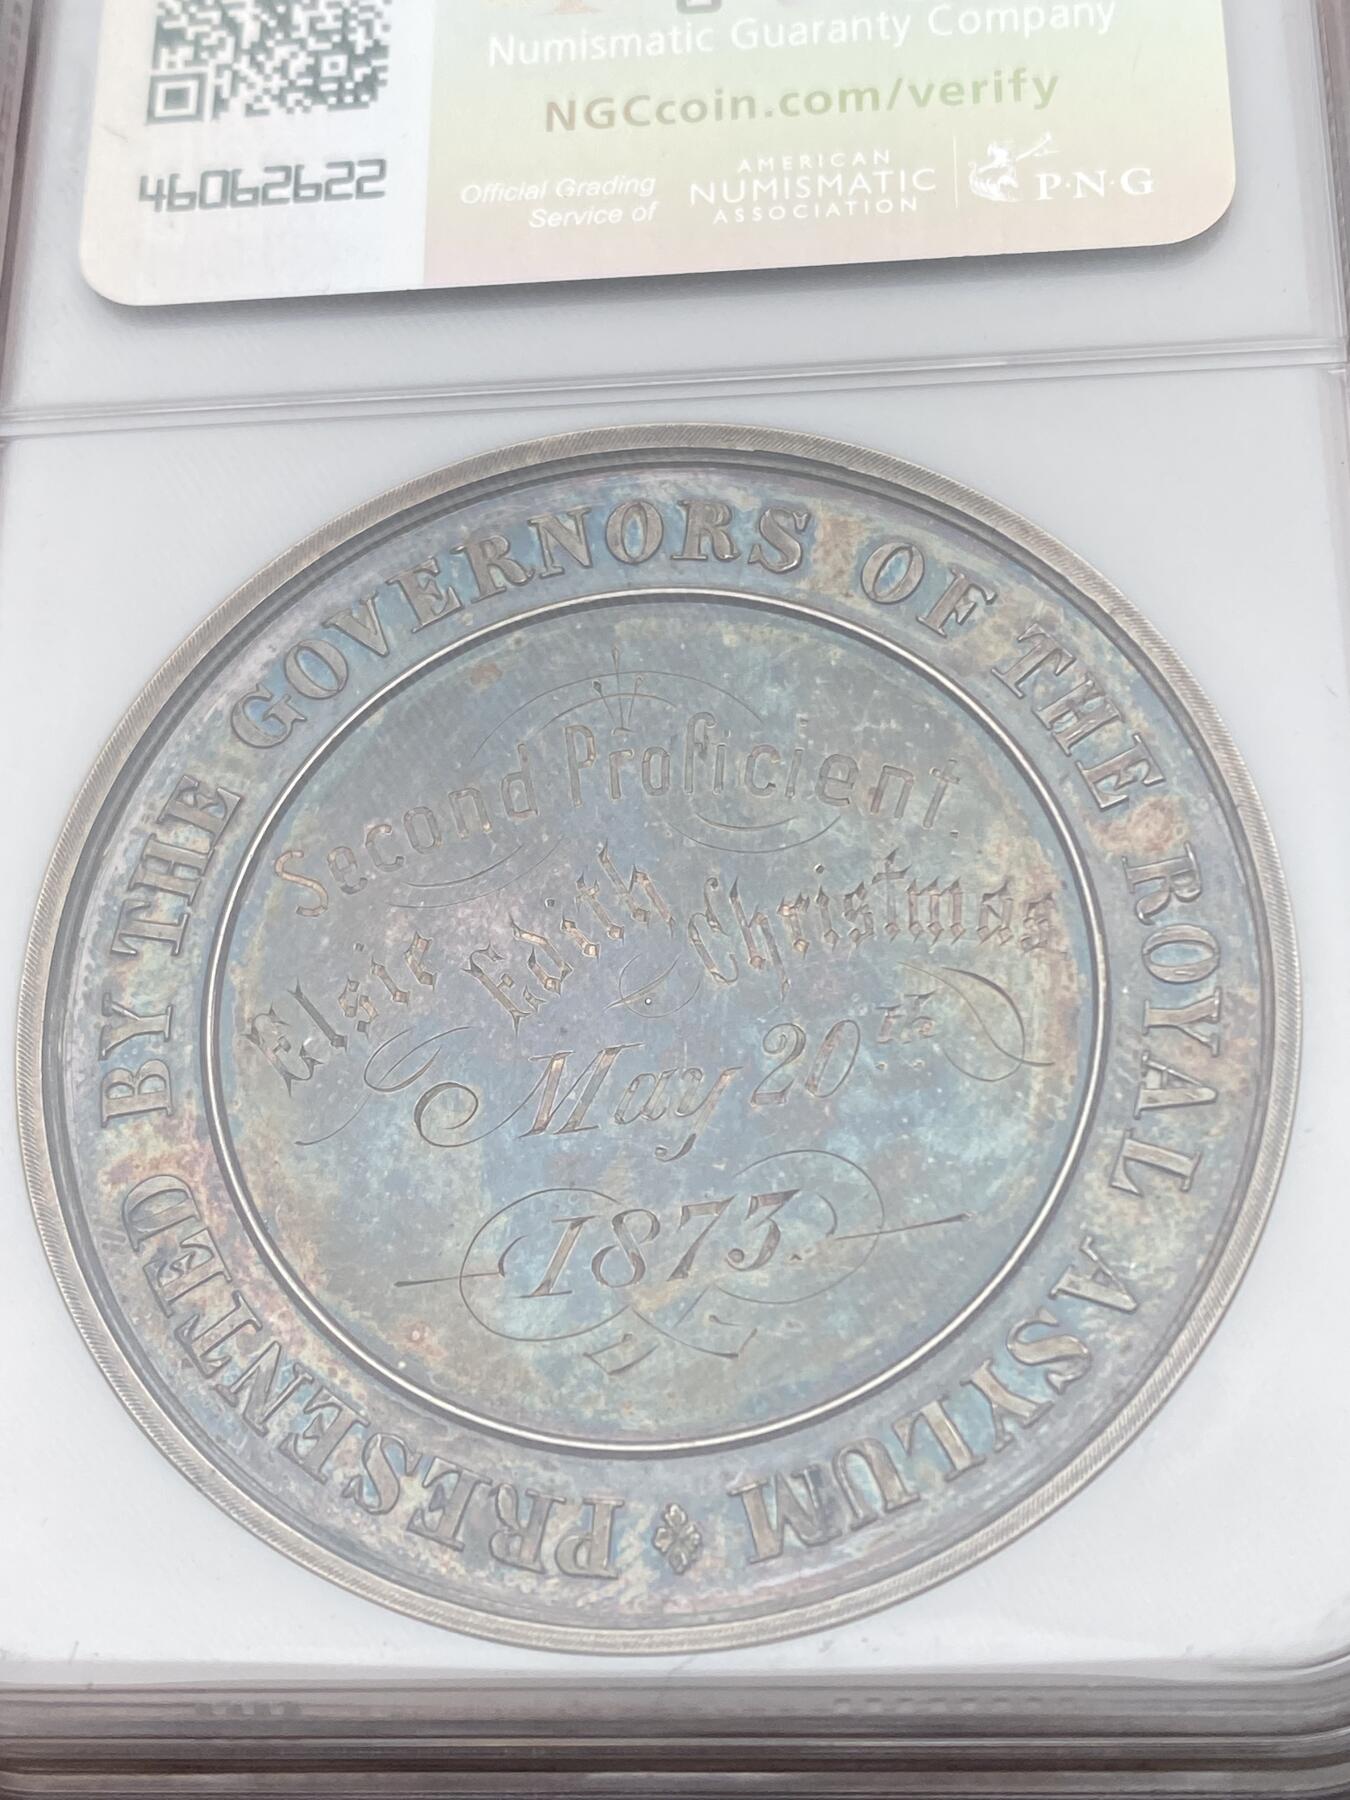 Numismatic Guaranty Company
NGCcoin.com/verify
46062622
Official Grading
Service of
AMERICAN
NUMISMATIC
ASSOCIATION
P·N·G
PRESENTED BY THE GOVERNORS OF THE ROYAL ASYLUM
Second Proficient.
Elsie Edith Christmas
May 20th
1873.